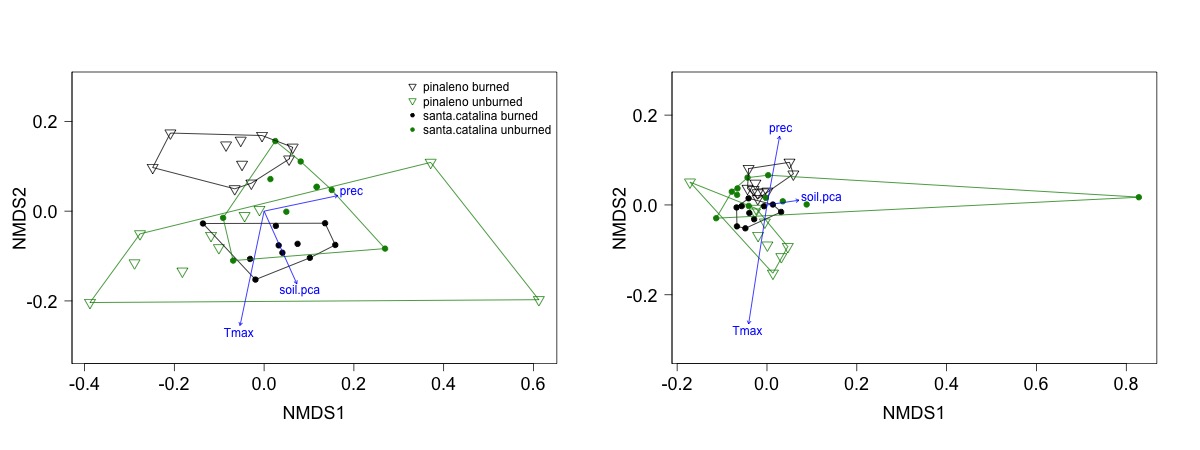 pinaleno burned
pinaleno unburned
santa.catalina burned
santa.catalina unburned
0.2
0.0
-0.2
NMDS2
prec
soil.pca
Tmax
-0.4
-0.2
0.0
0.2
0.4
0.6
NMDS1
0.2
0.0
-0.2
NMDS2
prec
soil.pca
Tmax
-0.2
0.0
0.2
0.4
0.6
0.8
NMDS1